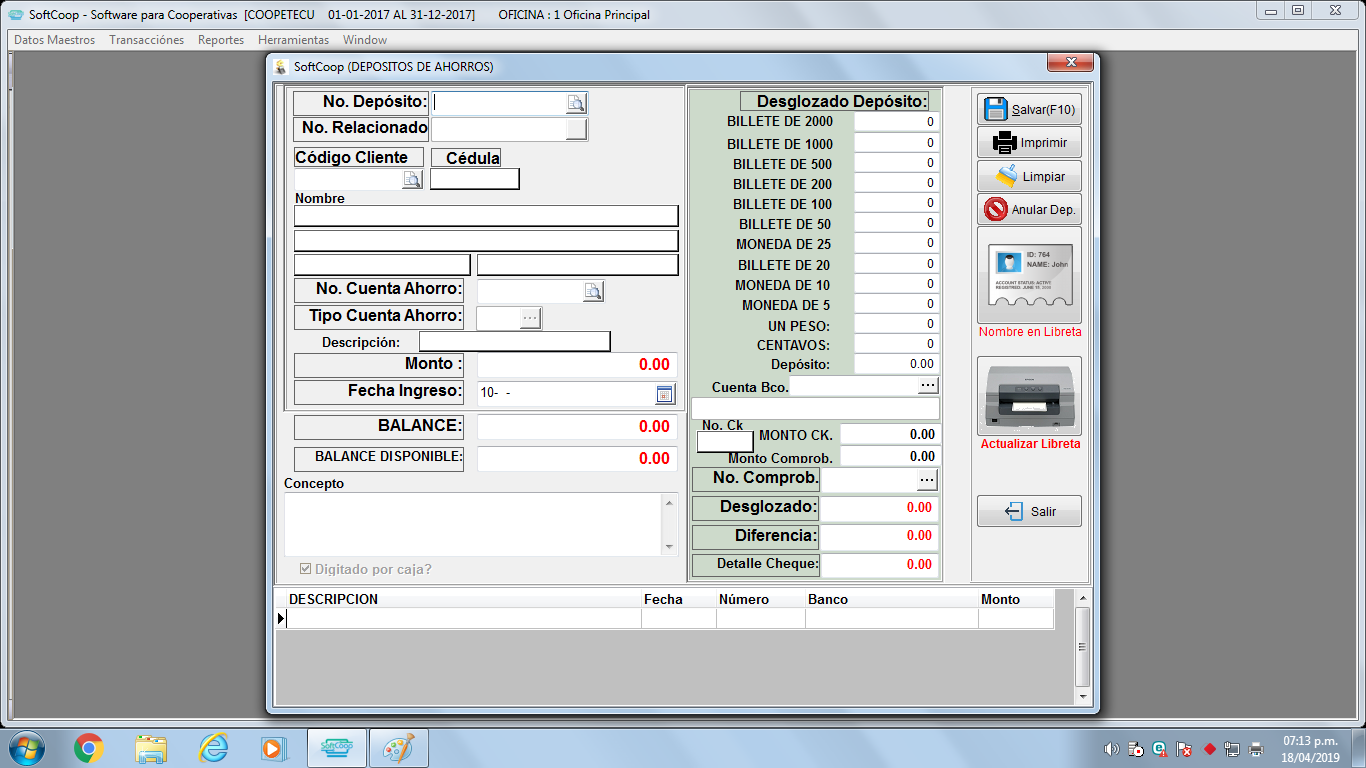 SoftCoop - Software para Cooperativas [COOPETECU 01-01-2017 AL 31-12-2017] OFICINA : 1 Oficina Principal
Datos Maestros Transacciónes Reportes Herramientas Window
SoftCoop (DEPOSITOS DE AHORROS)
No. Depósito:
No. Relacionado
Código Cliente Cédula
Nombre
No. Cuenta Ahorro:
Tipo Cuenta Ahorro: ...
Descripción:
Monto : 0.00
Fecha Ingreso: 10- -
BALANCE: 0.00
BALANCE DISPONIBLE: 0.00
Concepto
Digitado por caja?
Desglozado Depósito:
BILLETE DE 2000 0
BILLETE DE 1000 0
BILLETE DE 500 0
BILLETE DE 200 0
BILLETE DE 100 0
BILLETE DE 50 0
MONEDA DE 25 0
BILLETE DE 20 0
MONEDA DE 10 0
MONEDA DE 5 0
UN PESO: 0
CENTAVOS: 0
Depósito: 0.00
Cuenta Bco. ...
No. Ck
MONTO CK. 0.00
Monto Comprob. 0.00
No. Comprob. ...
Desglozado: 0.00
Diferencia: 0.00
Detalle Cheque: 0.00
Salvar(F10)
Imprimir
Limpiar
Anular Dep.
ID: 764
NAME: John
ACCOUNT STATUS: ACTIVE
Nombre en Libreta
Actualizar Libreta
Salir
DESCRIPCION Fecha Número Banco Monto
SoftCoop
07:13 p.m.
18/04/2019